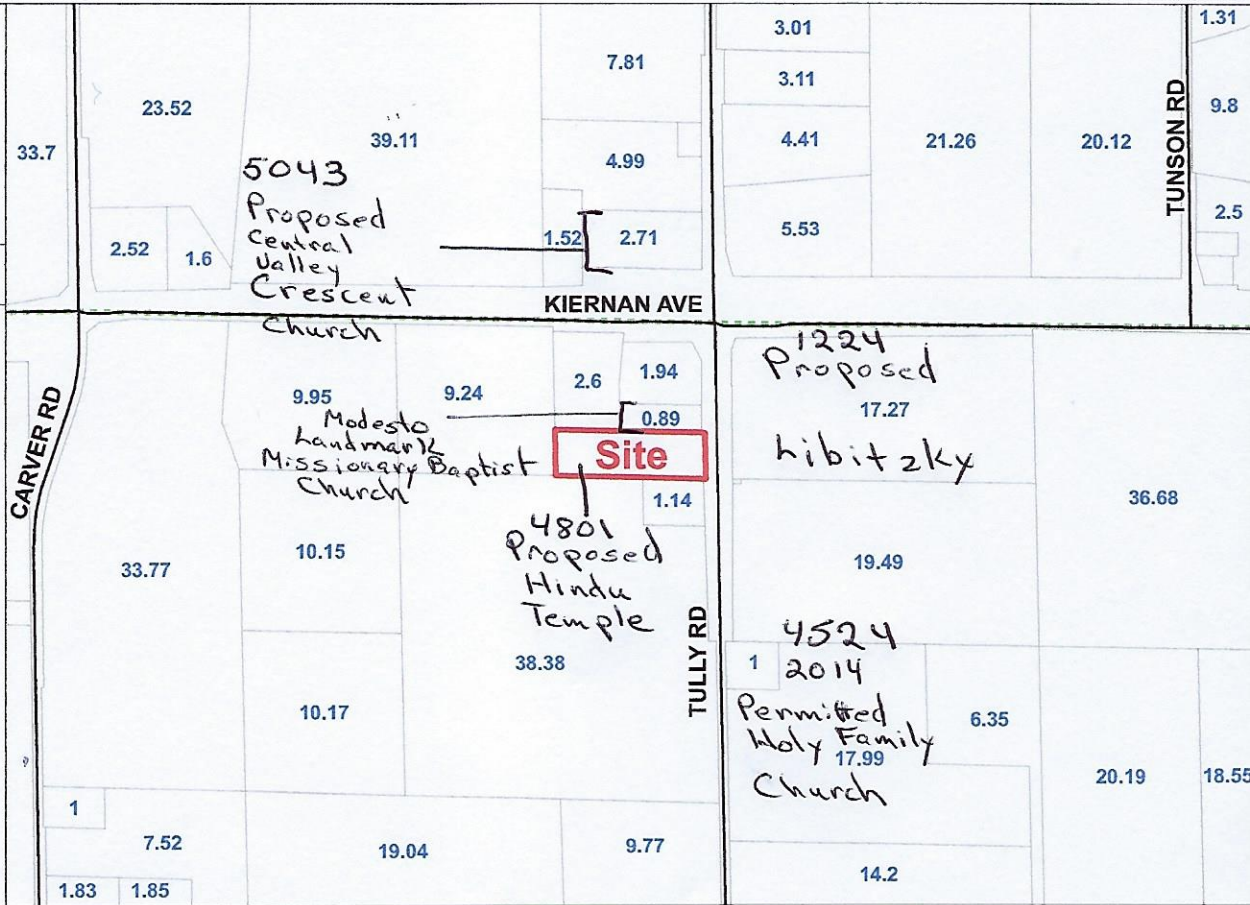 3.01
1.31
7.81
3.11
23.52
9.8
39.11
4.41
21.26
20.12
33.7
4.99
TUNSON RD
5043
Proposed
Central
Valley
Crescent
Church
2.5
5.53
1.52
2.71
2.52
1.6
KIERNAN AVE
1224
Proposed
17.27
Libitzky
1.94
2.6
9.95
9.24
0.89
Modesto
Landmark
Missionary Baptist
Church
Site
CARVER RD
1.14
36.68
4801
Proposed
Hindu
Temple
10.15
33.77
19.49
TULLY RD
38.38
4524
1
2014
Permitted
Holy Family
17.99
Church
6.35
10.17
20.19
18.55
1
7.52
19.04
9.77
14.2
1.83
1.85